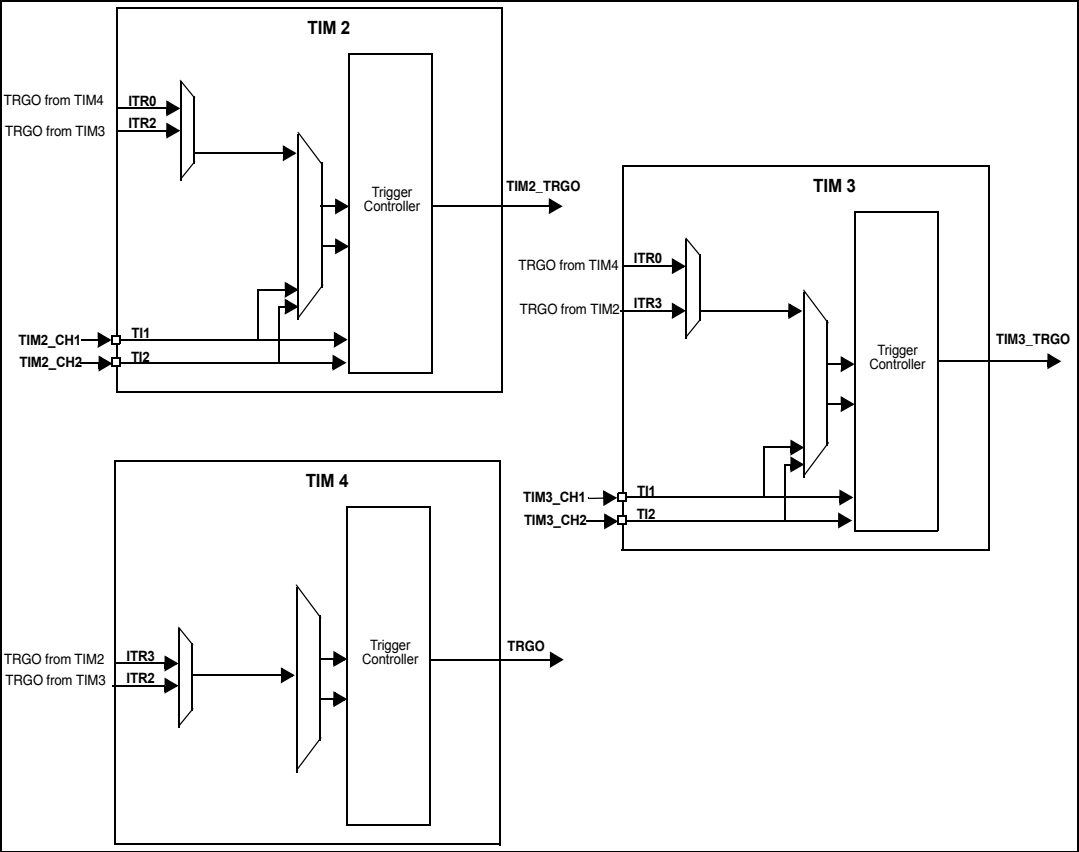 TIM 2
TRGO from TIM4
ITR0
TRGO from TIM3
ITR2
Trigger
Controller
TIM2_TRGO
TIM2_CH1
TI1
TIM2_CH2
TI2
TIM 3
TRGO from TIM4
ITR0
TRGO from TIM2
ITR3
Trigger
Controller
TIM3_TRGO
TIM3_CH1
TI1
TIM3_CH2
TI2
TIM 4
TRGO from TIM2
ITR3
TRGO from TIM3
ITR2
Trigger
Controller
TRGO